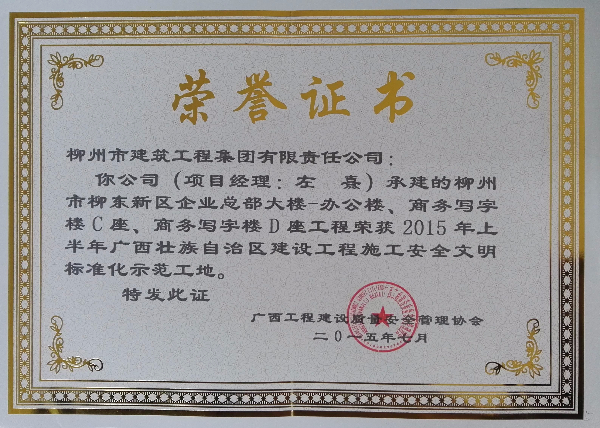 荣誉证书
柳州市建筑工程集团有限责任公司：
你公司（项目经理：左 熹）承建的柳州
市柳东新区企业总部大楼-办公楼、商务写字
楼C座、商务写字楼D座工程荣获2015年上
半年广西壮族自治区建设工程施工安全文明
标准化示范工地。
特发此证
广西工程建设质量安全管理协会
二〇一五年七月